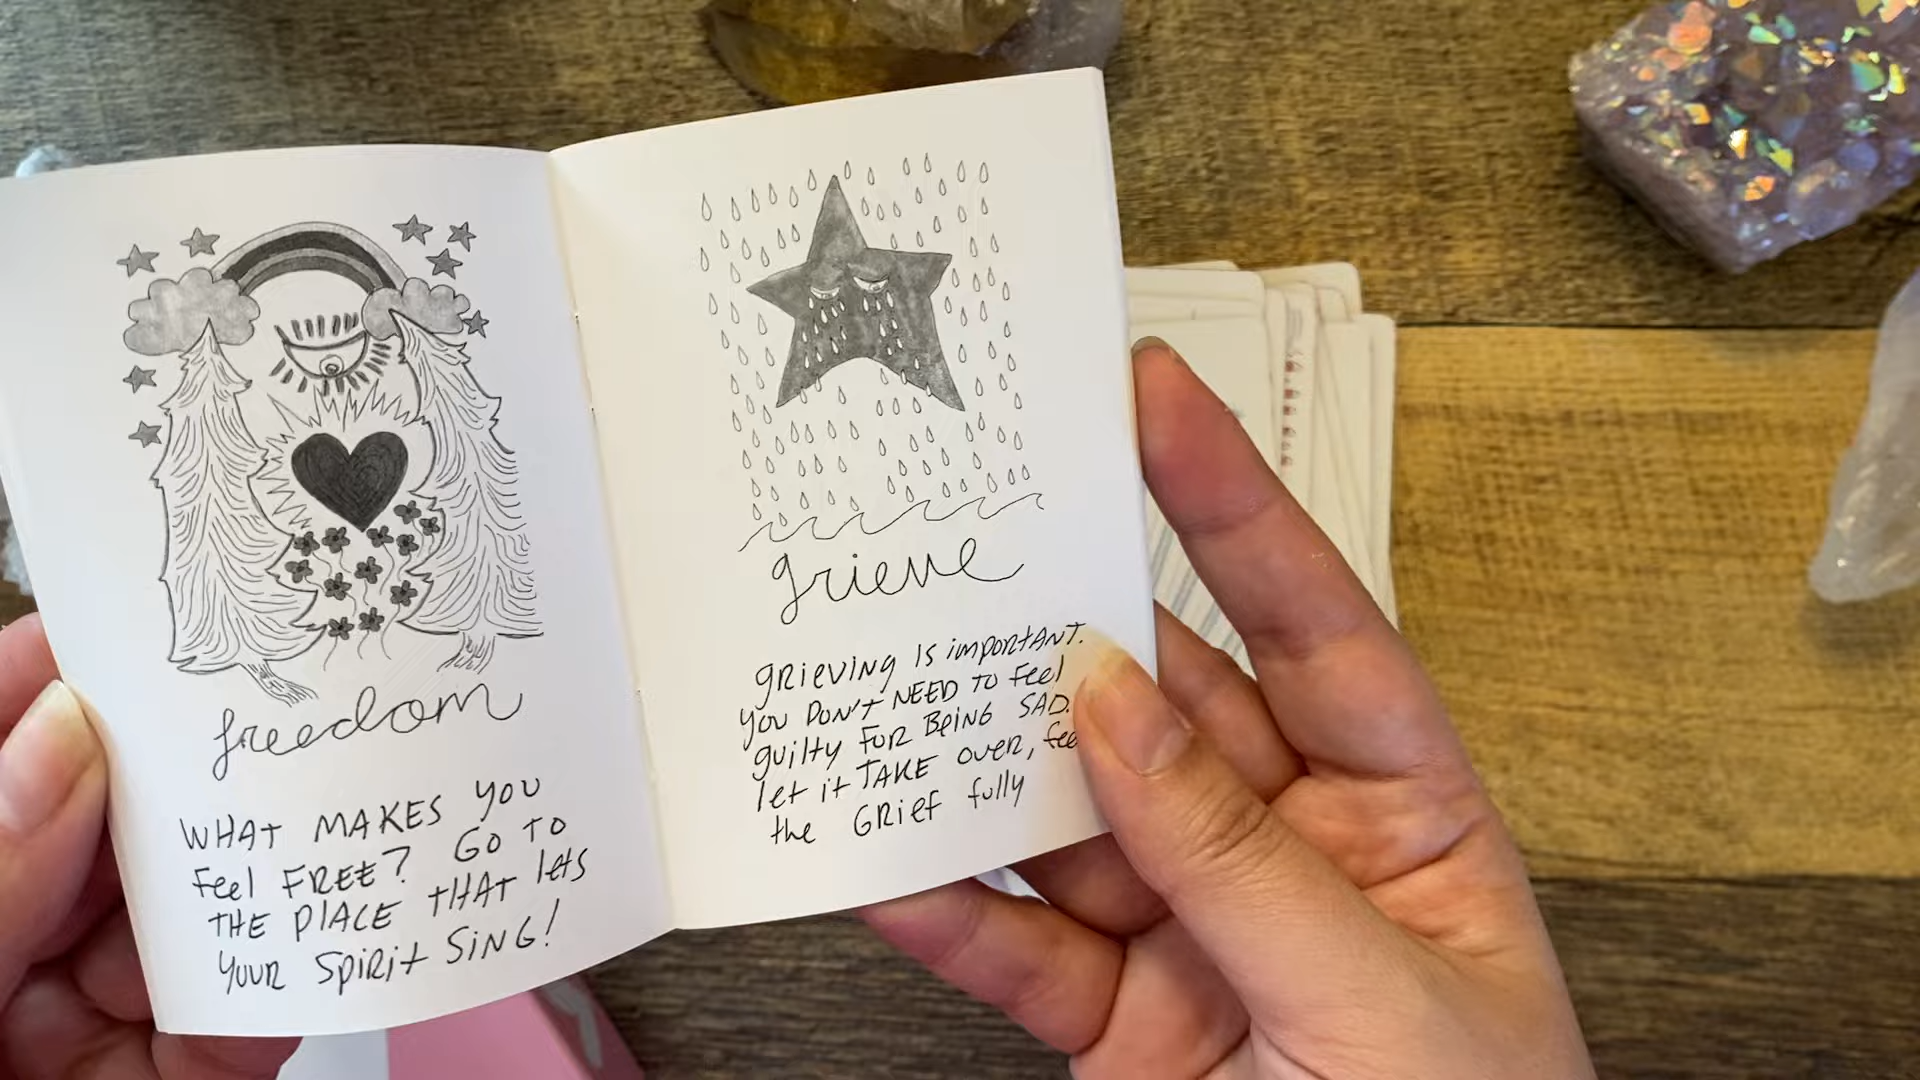 freedom
WHAT MAKES YOU
FEEL FREE? GO TO
THE PLACE THAT LETS
YOUR SPIRIT SING!
grieve
GRIEVING IS IMPORTANT.
YOU DON'T NEED TO FEEL
GUILTY FOR BEING SAD.
LET IT TAKE OVER,
THE GRIEF FULLY